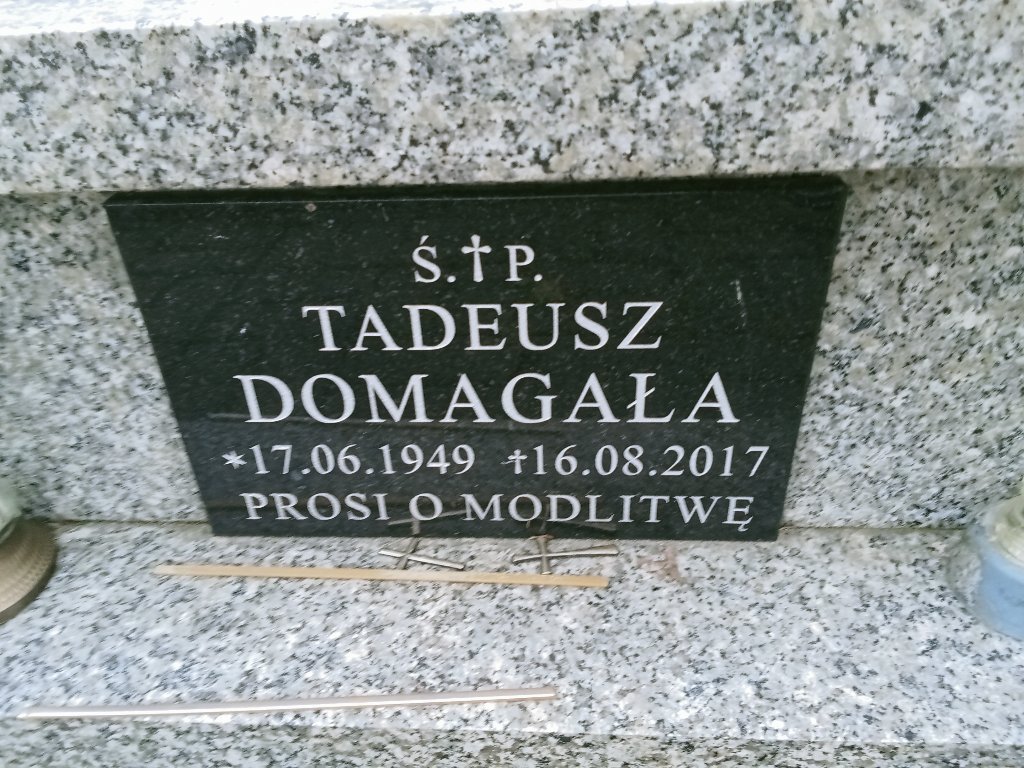 Ś.†P.
TADEUSZ
DOMAGAŁA
*17.06.1949 †16.08.2017
PROSI O MODLITWĘ